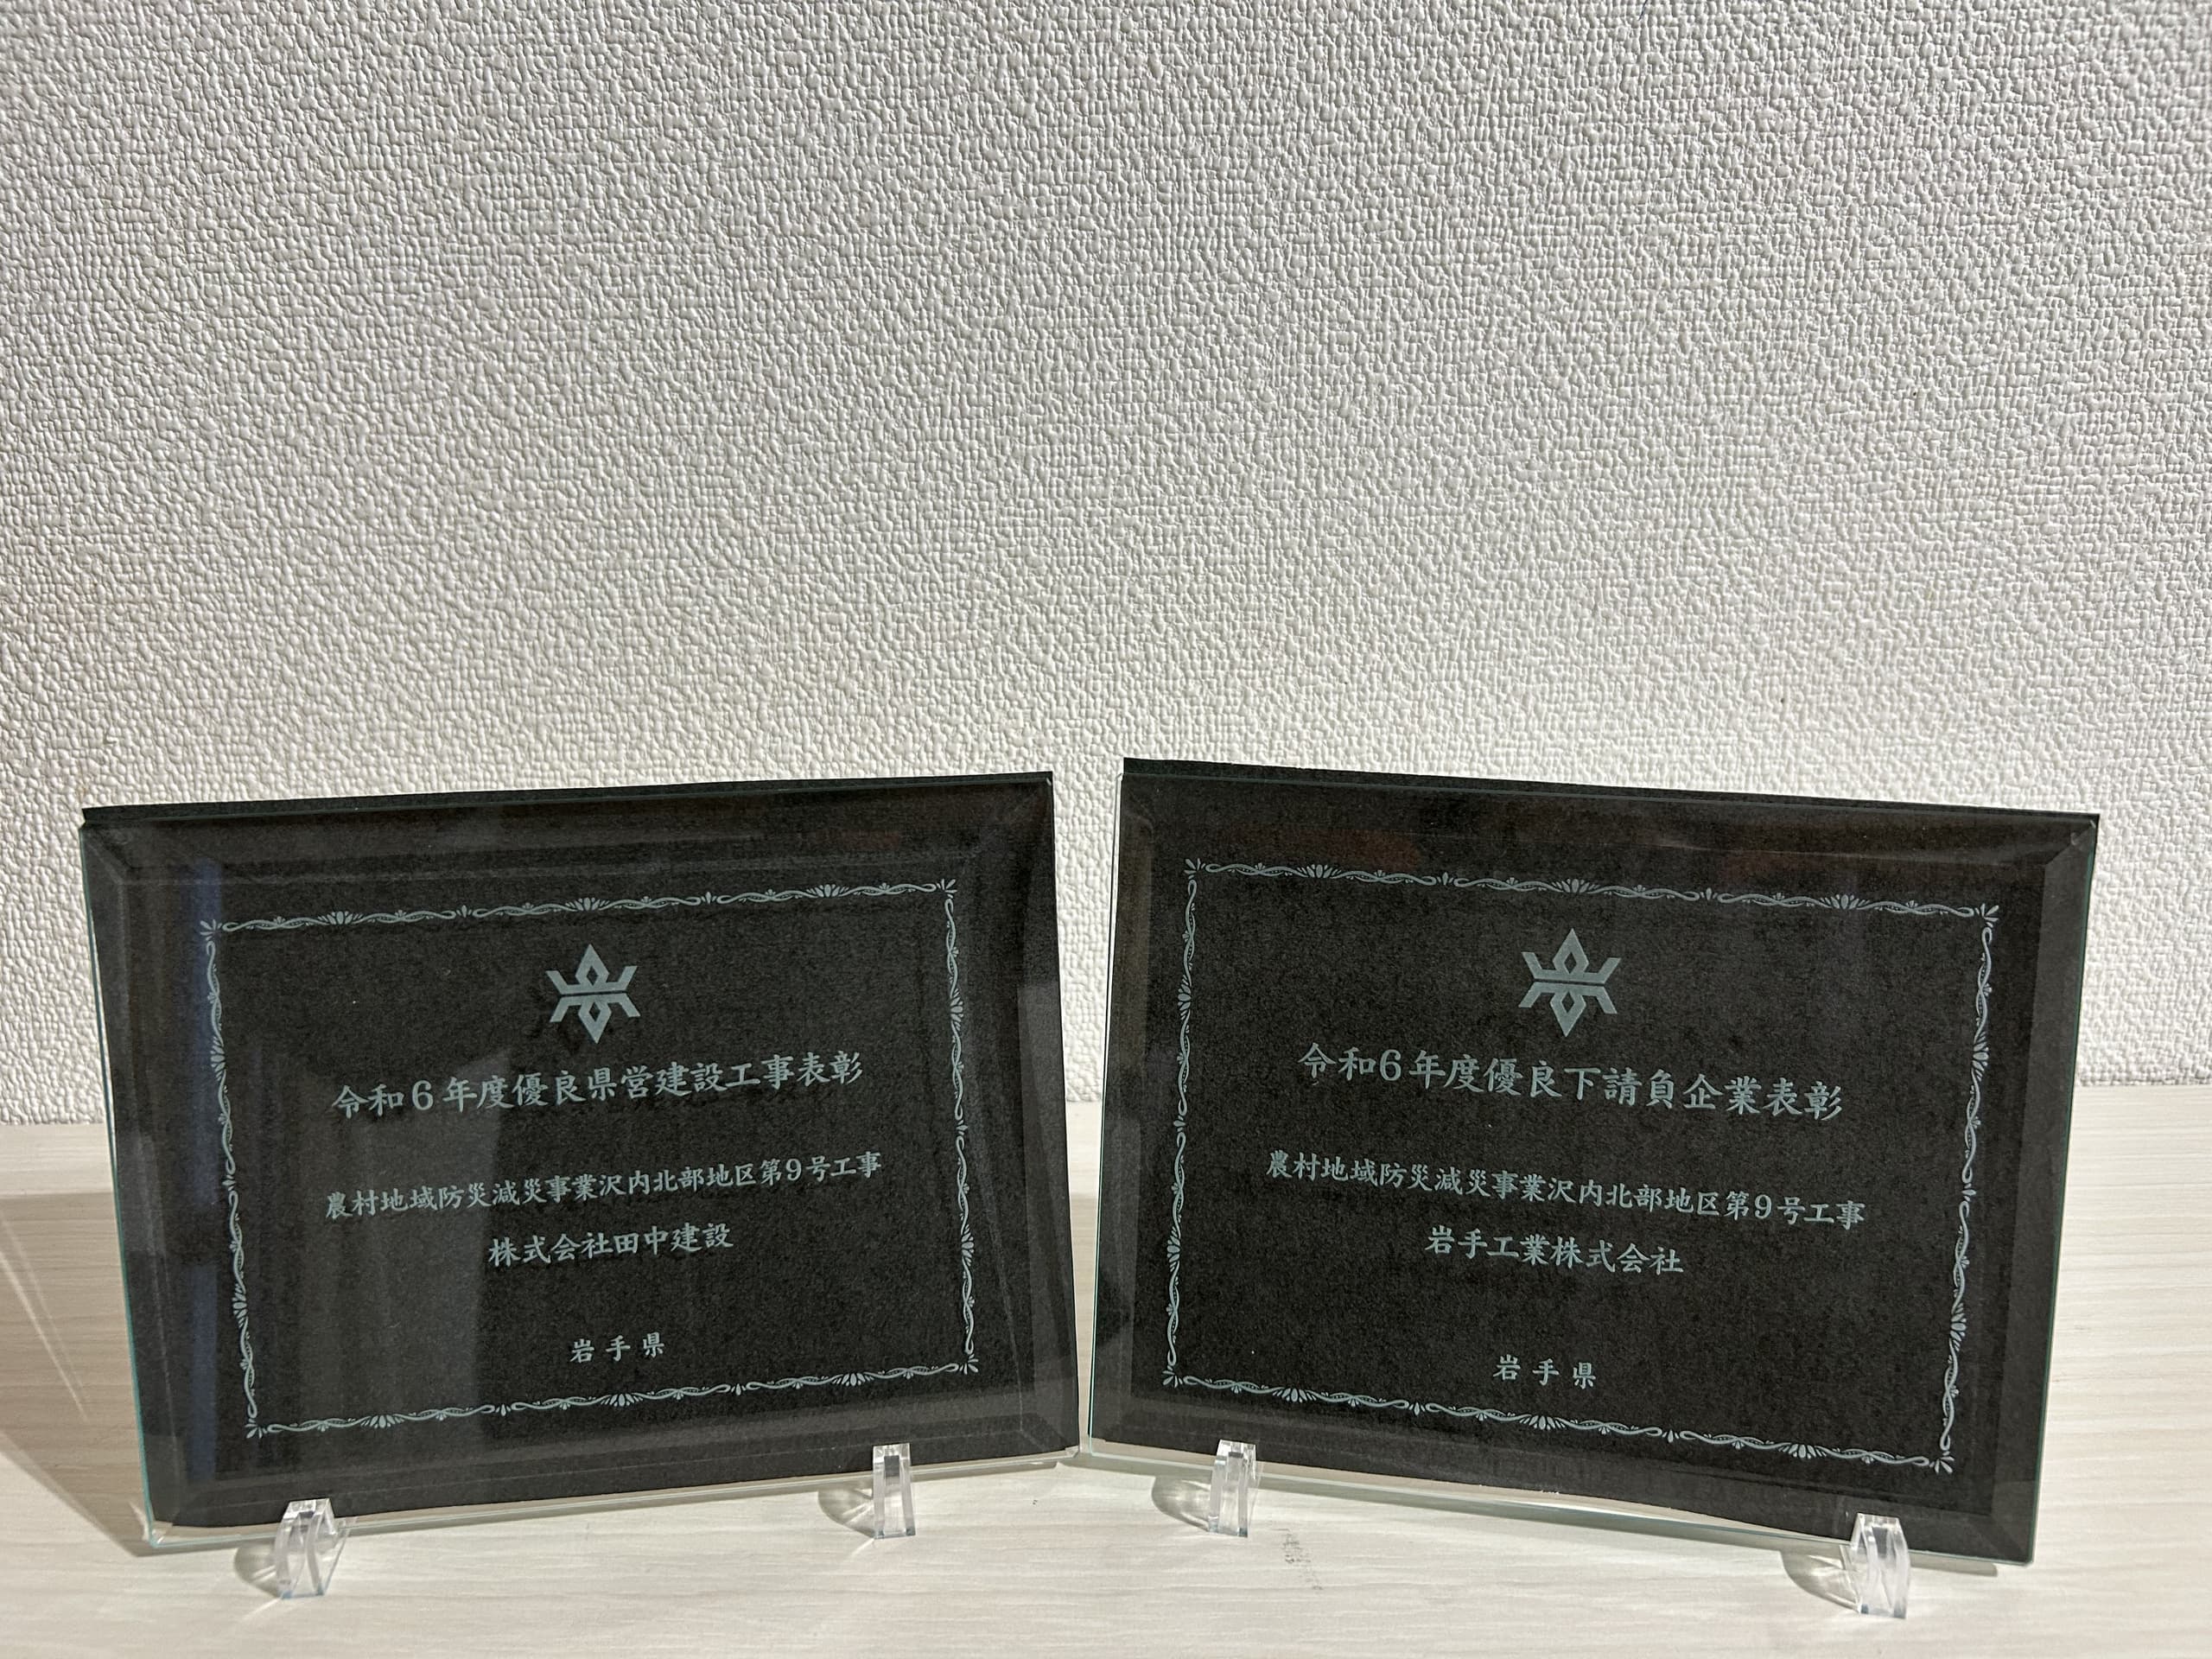 令和6年度優良県営建設工事表彰
農村地域防災減災事業沢内北部地区第9号工事
株式会社田中建設
岩手県
令和6年度優良下請負企業表彰
農村地域防災減災事業沢内北部地区第9号工事
岩手工業株式会社
岩手県